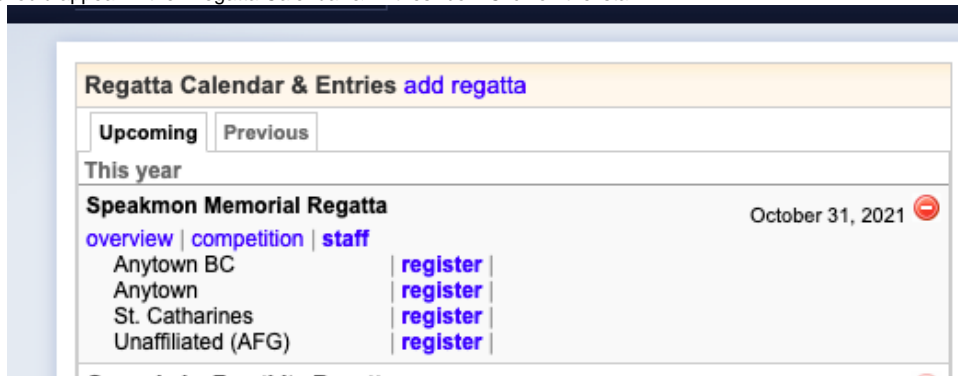 Regatta Calendar & Entries add regatta
Upcoming Previous
This year
Speakmon Memorial Regatta
October 31, 2021
overview | competition | staff
Anytown BC | register |
Anytown | register |
St. Catharines | register |
Unaffiliated (AFG) | register |